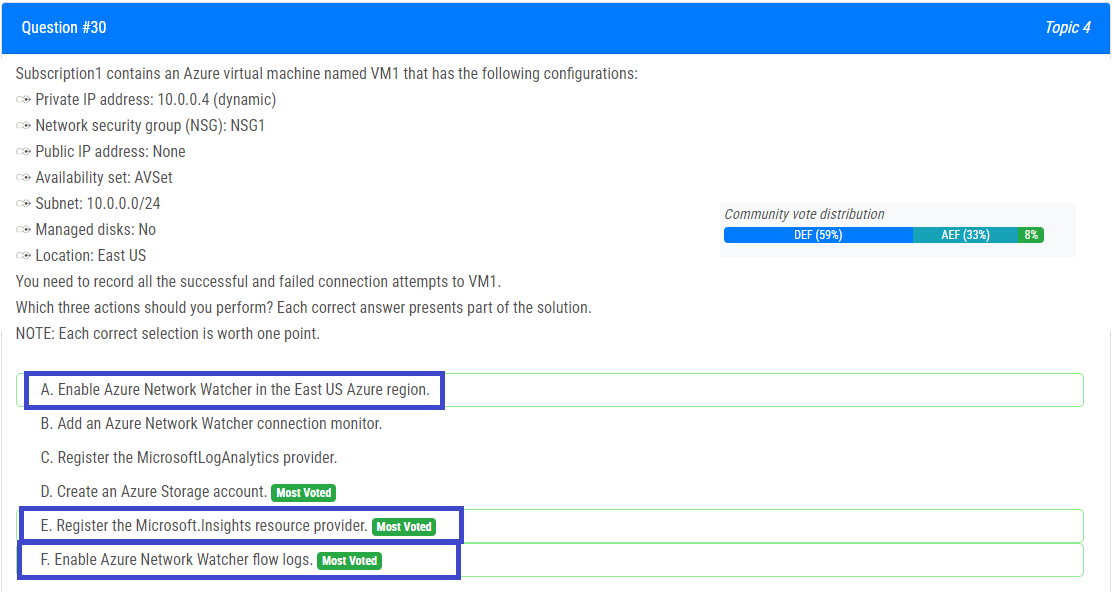 Question #30
Topic 4
Subscription1 contains an Azure virtual machine named VM1 that has the following configurations:
Private IP address: 10.0.0.4 (dynamic)
Network security group (NSG): NSG1
Public IP address: None
Availability set: AVSet
Subnet: 10.0.0.0/24
Managed disks: No
Location: East US
Community vote distribution
DEF (59%) AEF (33%) 8%
You need to record all the successful and failed connection attempts to VM1.
Which three actions should you perform? Each correct answer presents part of the solution.
NOTE: Each correct selection is worth one point.
A. Enable Azure Network Watcher in the East US Azure region.
B. Add an Azure Network Watcher connection monitor.
C. Register the MicrosoftLogAnalytics provider.
D. Create an Azure Storage account. Most Voted
E. Register the Microsoft.Insights resource provider. Most Voted
F. Enable Azure Network Watcher flow logs. Most Voted